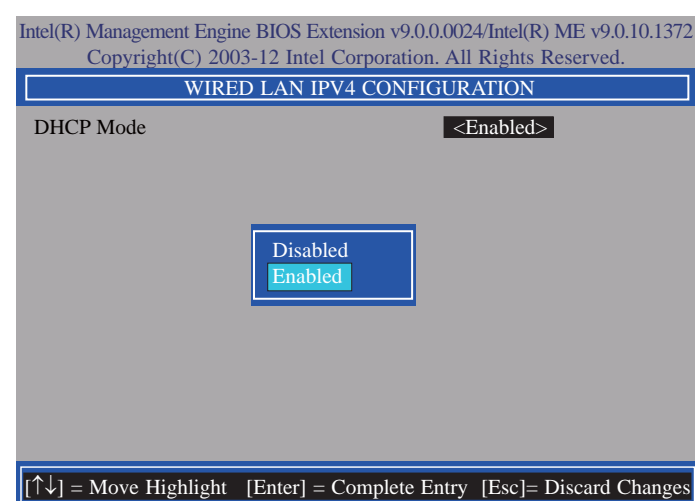 Intel(R) Management Engine BIOS Extension v9.0.0.0024/Intel(R) ME v9.0.10.1372
Copyright(C) 2003-12 Intel Corporation. All Rights Reserved.
WIRED LAN IPV4 CONFIGURATION
DHCP Mode <Enabled>
Disabled
Enabled
[↑↓] = Move Highlight [Enter] = Complete Entry [Esc]= Discard Changes